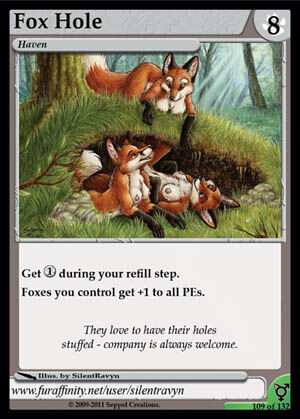 Fox Hole
8
Haven
Get 1 during your refill step.
Foxes you control get +1 to all PEs.
They love to have their holes
stuffed - company is always welcome.
Illus. by SilentRavyn
www.furaffinity.net/user/silentravyn
© 2009-2011 Seppel Creations.
109 of 132